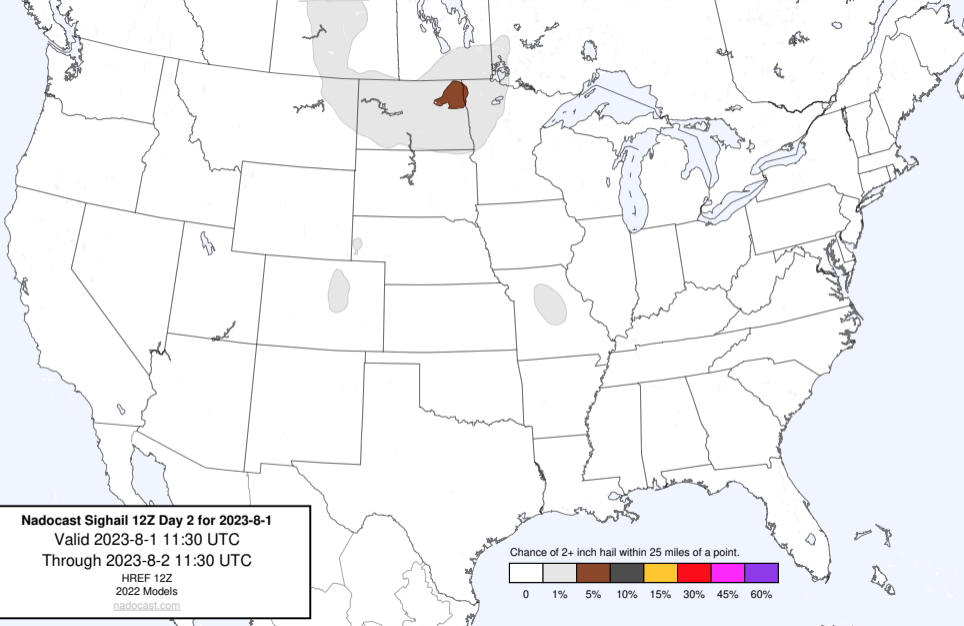 Nadocast Sighail 12Z Day 2 for 2023-8-1
Valid 2023-8-1 11:30 UTC
Through 2023-8-2 11:30 UTC
HREF 12Z
2022 Models
nadocast.com
Chance of 2+ inch hail within 25 miles of a point.
0 1% 5% 10% 15% 30% 45% 60%